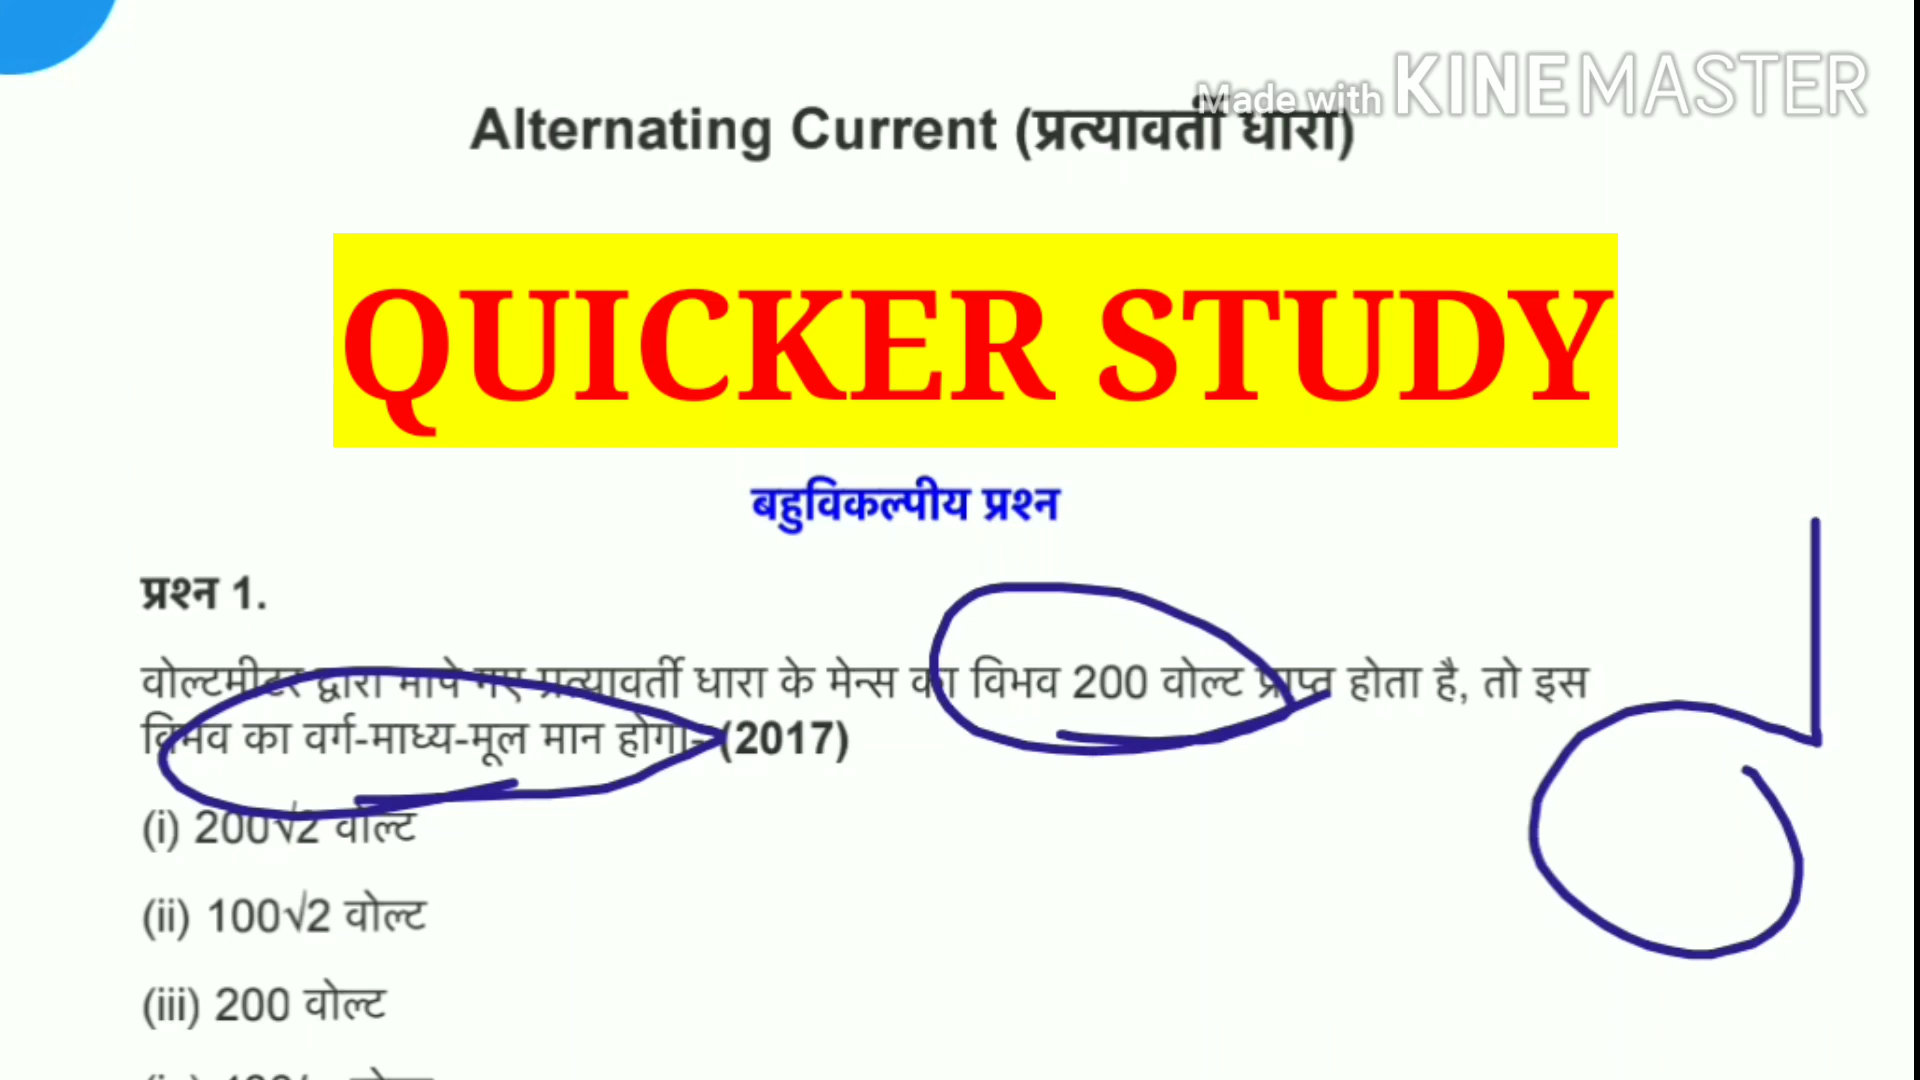 Made with KINEMASTER
Alternating Current (प्रत्यावर्ती धारा)
QUICKER STUDY
बहुविकल्पीय प्रश्न
प्रश्न 1.
वोल्टमीटर द्वारा मापे गए प्रत्यावर्ती धारा के मेन्स का विभव 200 वोल्ट प्राप्त होता है, तो इस
विभव का वर्ग-माध्य-मूल मान होगा- (2017)
(i) 200√2 वोल्ट
(ii) 100√2 वोल्ट
(iii) 200 वोल्ट